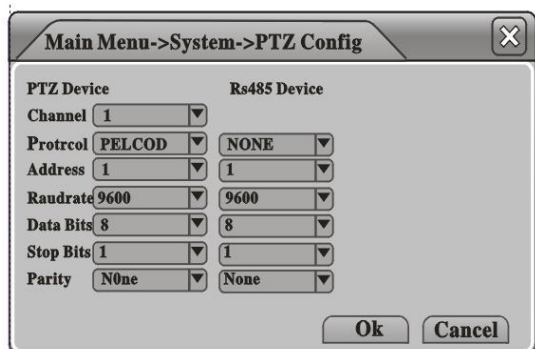 Main Menu->System->PTZ Config
PTZ Device Rs485 Device
Channel 1
Protrcol PELCOD NONE
Address 1 1
Raudrate 9600 9600
Data Bits 8 8
Stop Bits 1 1
Parity N0ne None
Ok Cancel